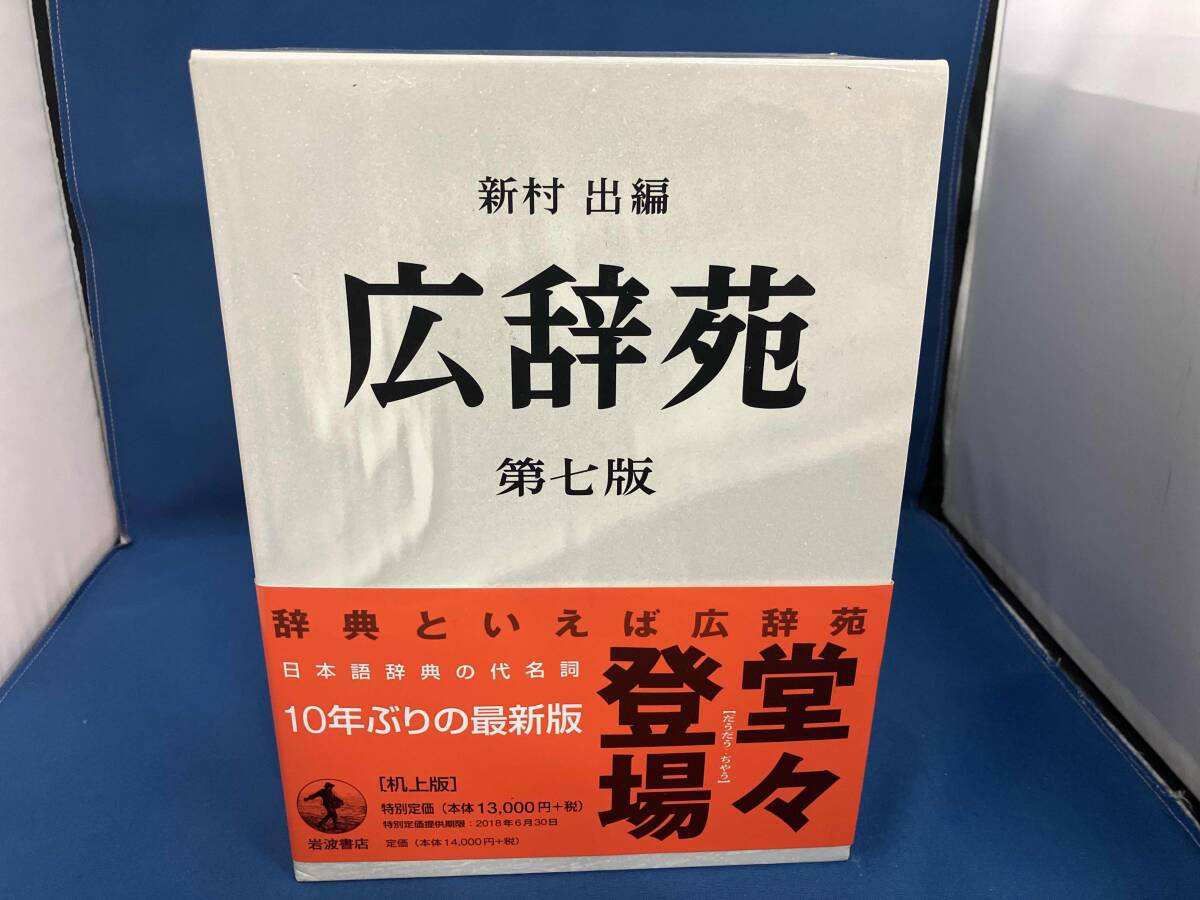 新村 出編
広辞苑
第七版
辞典といえば広辞苑
日本語辞典の代名詞
10年ぶりの最新版
堂々
登場
［だうだう‥ぢやう］
［机上版］
特別定価（本体13,000円+税）
特別定価提供期限：2018年6月30日
定価（本体14,000円+税）
岩波書店